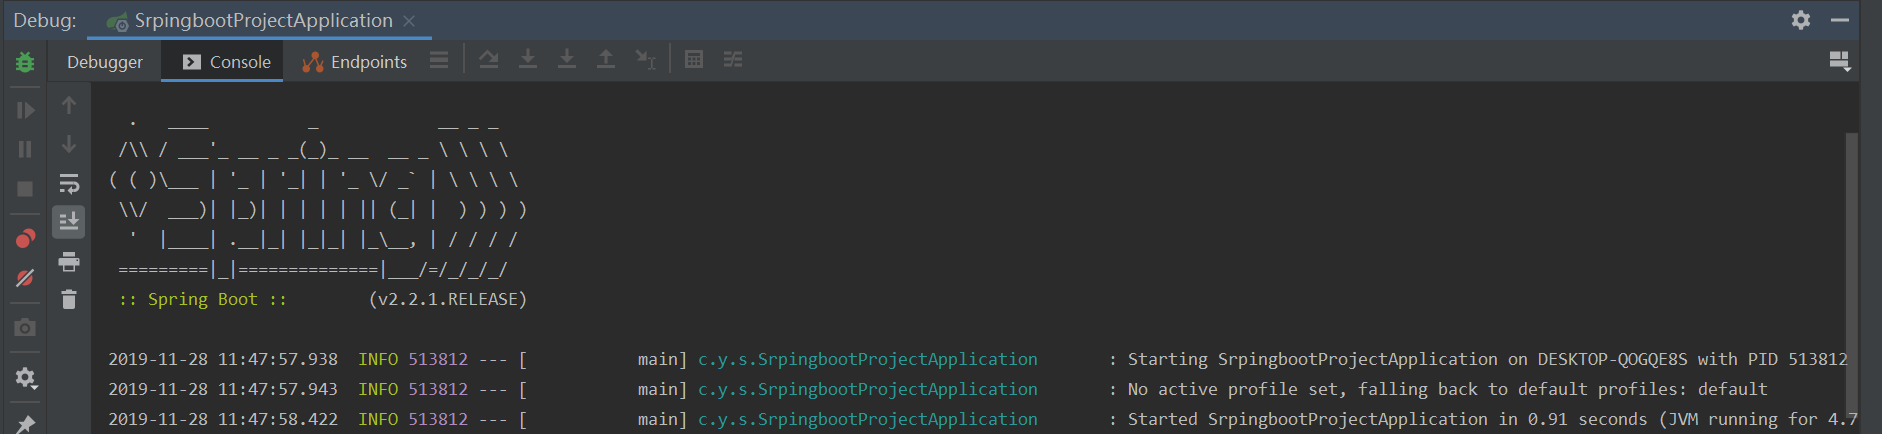 Debug: SrpingbootProjectApplication
Debugger Console Endpoints
  .   ____          _            __ _ _
 /\\ / ___'_ __ _ _(_)_ __  __ _ \ \ \ \
( ( )\___ | '_ | '_| | '_ \/ _` | \ \ \ \
 \\/  ___)| |_)| | | | | || (_| |  ) ) ) )
  '  |____| .__|_| |_|_| |_\__, | / / / /
 =========|_|==============|___/=/_/_/_/
 :: Spring Boot ::        (v2.2.1.RELEASE)
2019-11-28 11:47:57.938  INFO 513812 --- [           main] c.y.s.SrpingbootProjectApplication       : Starting SrpingbootProjectApplication on DESKTOP-QOGQE8S with PID 513812
2019-11-28 11:47:57.943  INFO 513812 --- [           main] c.y.s.SrpingbootProjectApplication       : No active profile set, falling back to default profiles: default
2019-11-28 11:47:58.422  INFO 513812 --- [           main] c.y.s.SrpingbootProjectApplication       : Started SrpingbootProjectApplication in 0.91 seconds (JVM running for 4.7